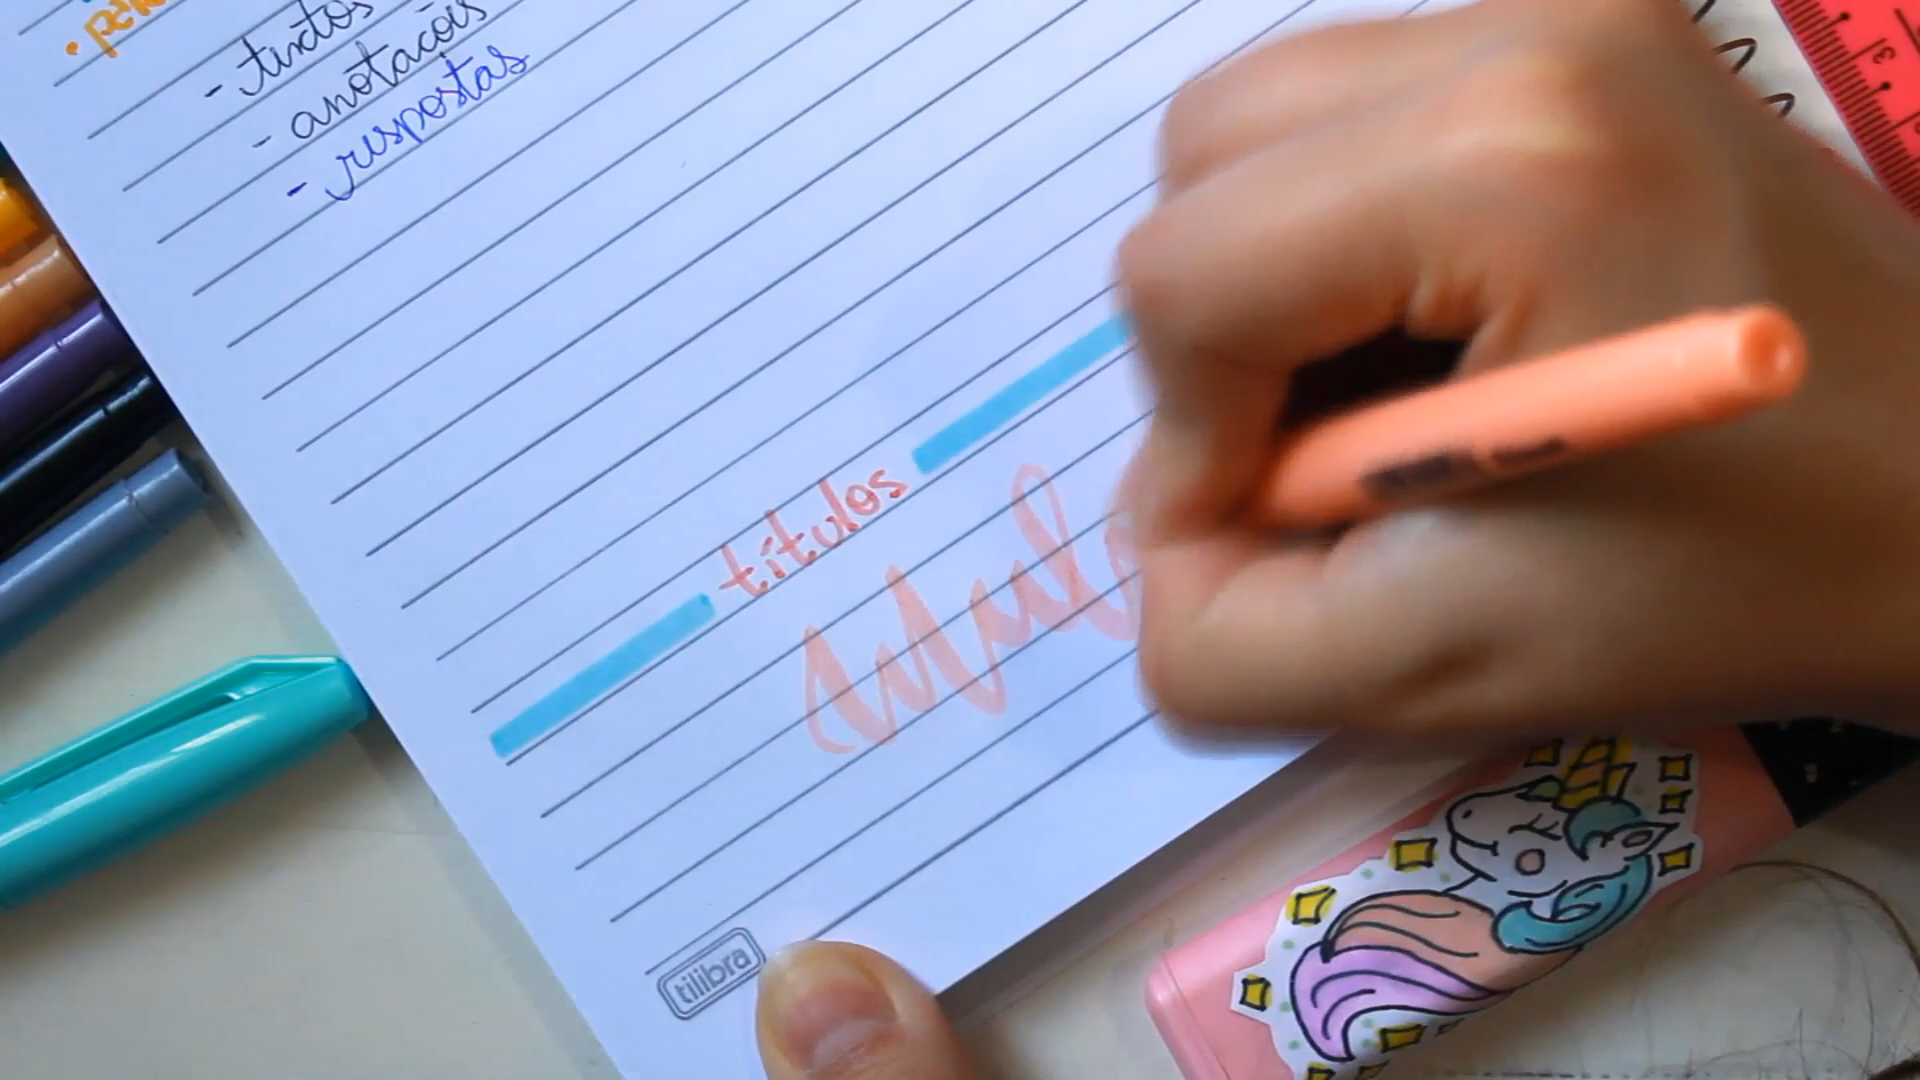 - textos
- anotações
- respostas
títulos
tilibra